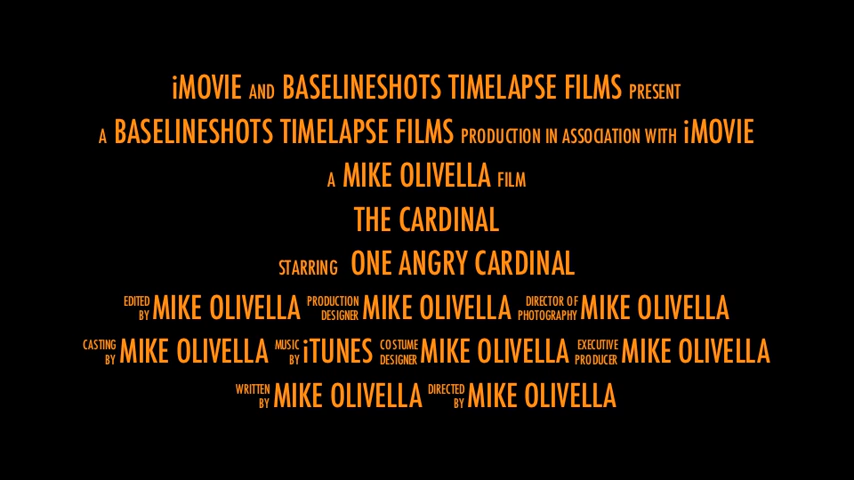 iMOVIE AND BASELINESHOTS TIMELAPSE FILMS PRESENT
A BASELINESHOTS TIMELAPSE FILMS PRODUCTION IN ASSOCIATION WITH iMOVIE
A MIKE OLIVELLA FILM
THE CARDINAL
STARRING ONE ANGRY CARDINAL
EDITED BY MIKE OLIVELLA PRODUCTION DESIGNER MIKE OLIVELLA DIRECTOR OF PHOTOGRAPHY MIKE OLIVELLA
CASTING BY MIKE OLIVELLA MUSIC BY iTUNES COSTUME DESIGNER MIKE OLIVELLA EXECUTIVE PRODUCER MIKE OLIVELLA
WRITTEN BY MIKE OLIVELLA DIRECTED BY MIKE OLIVELLA